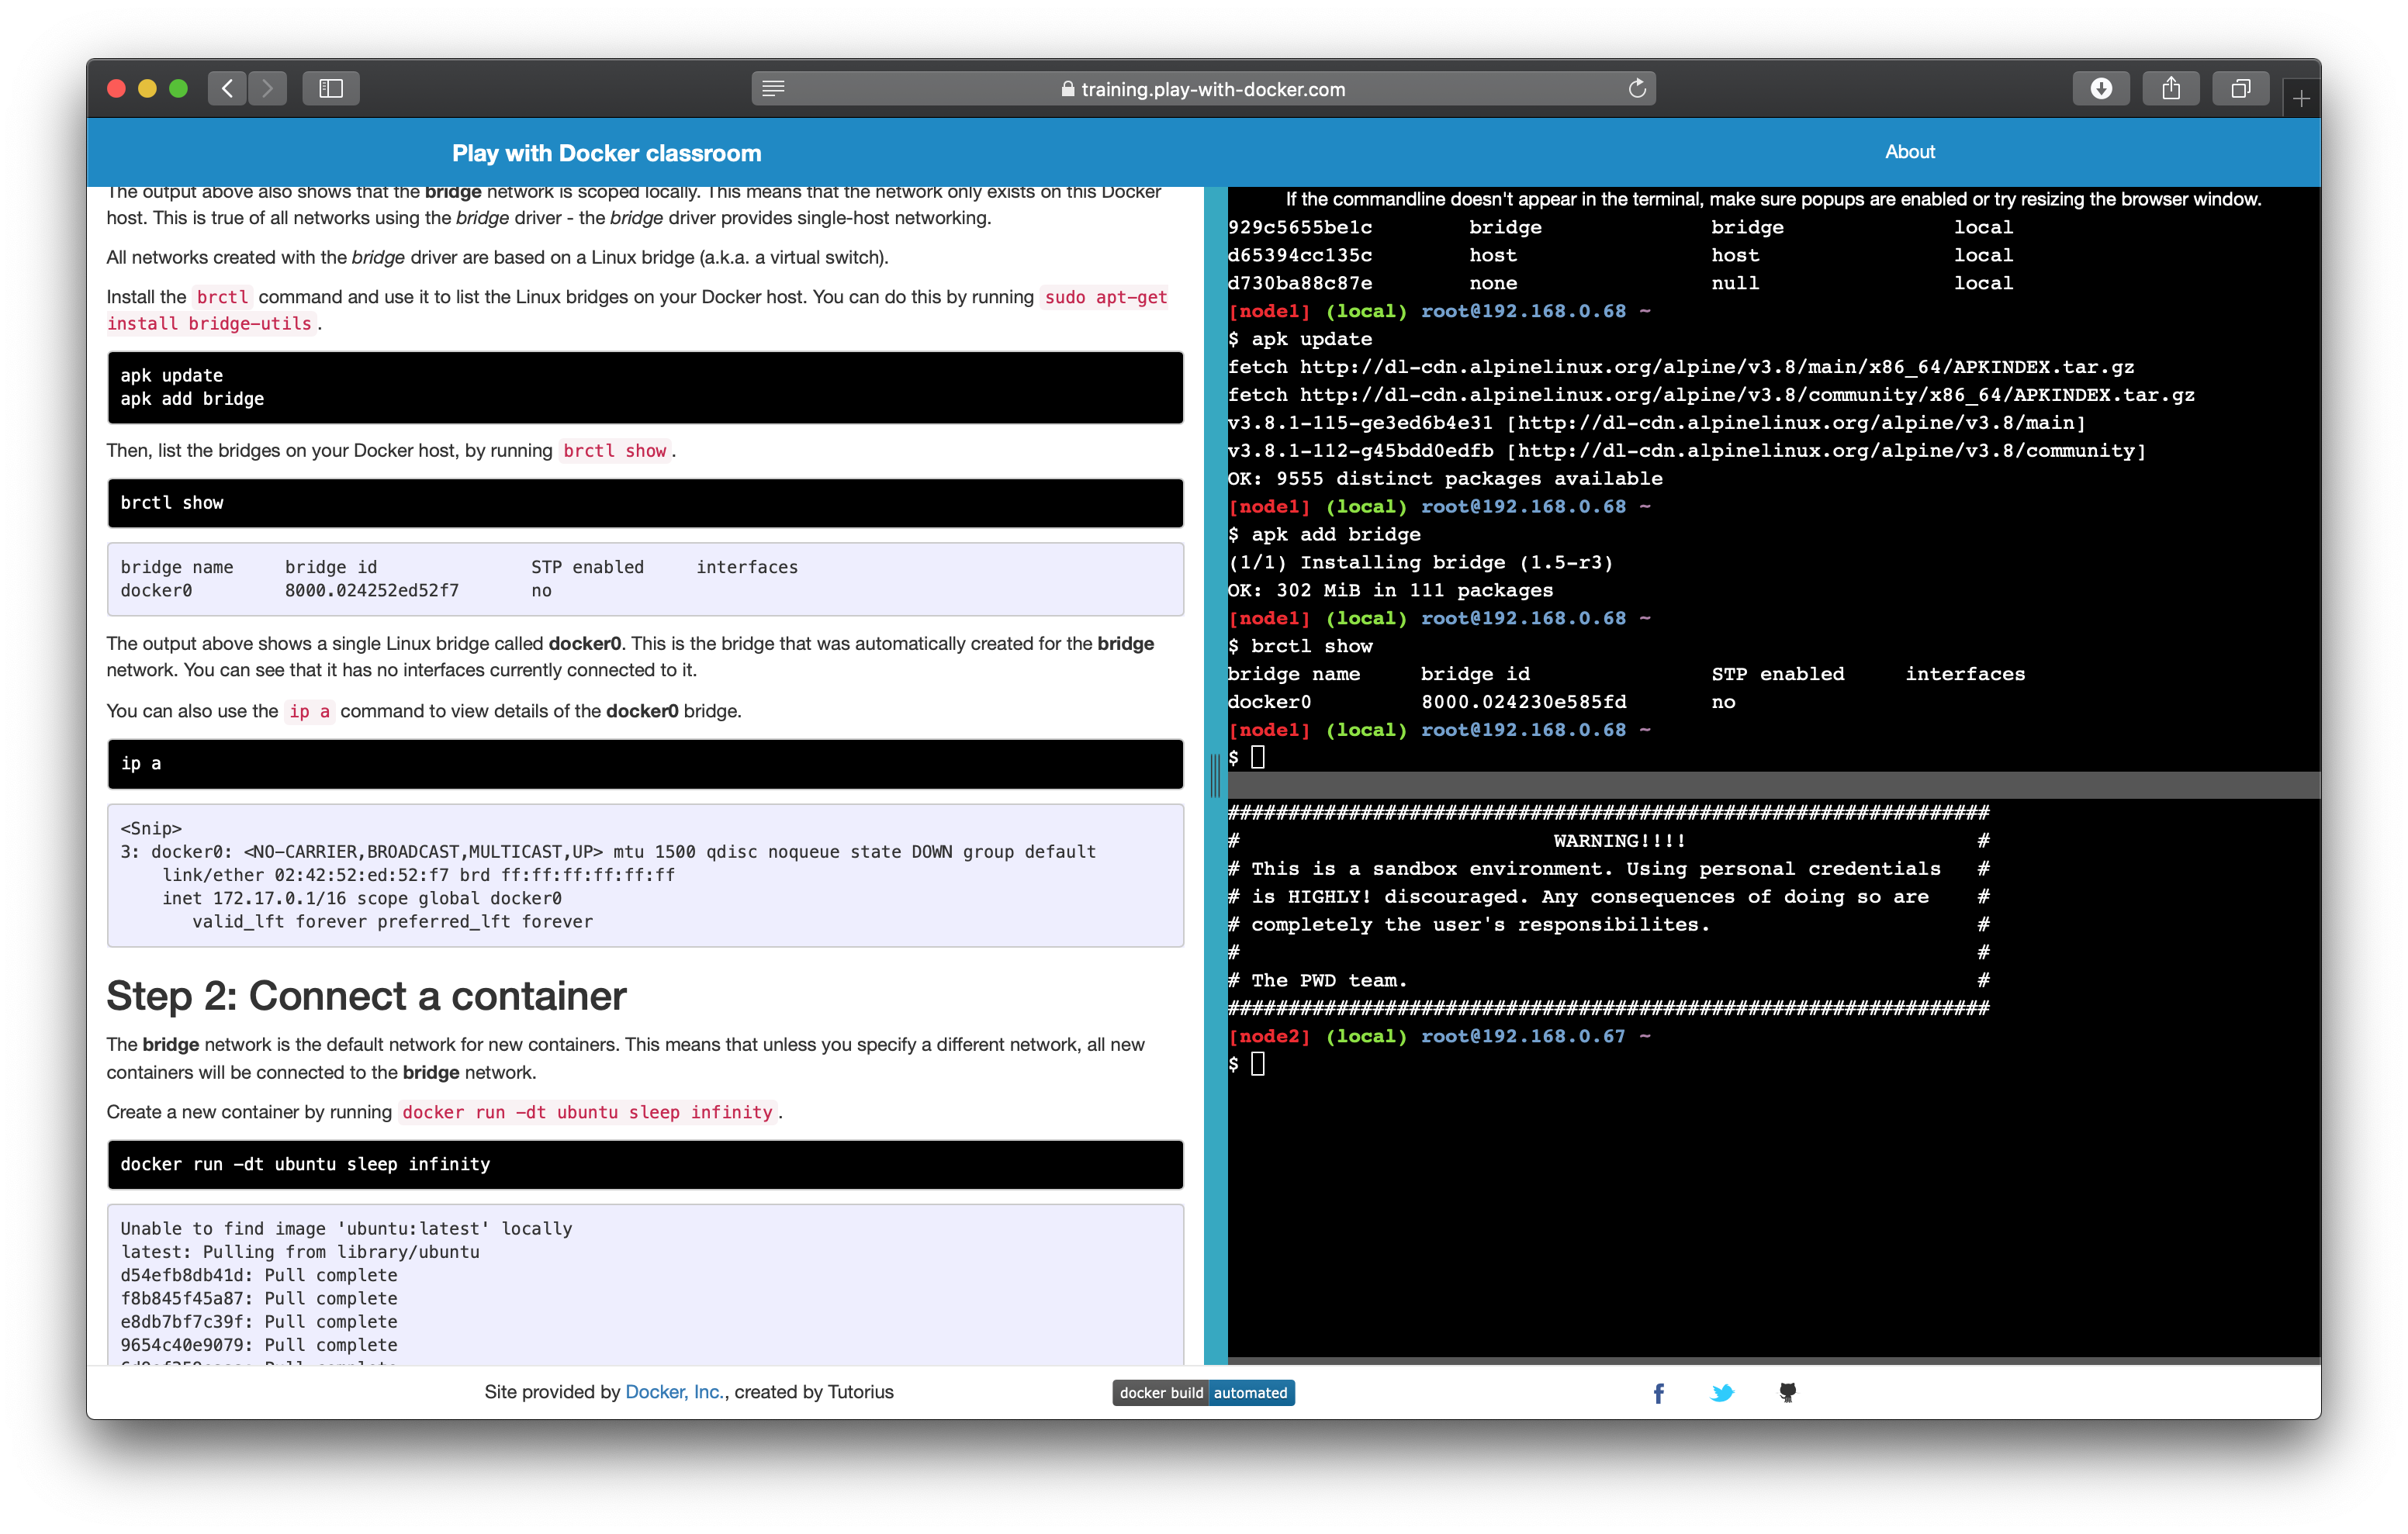 training.play-with-docker.com
Play with Docker classroom
About
The output above also shows that the bridge network is scoped locally. This means that the network only exists on this Docker
host. This is true of all networks using the bridge driver - the bridge driver provides single-host networking.
All networks created with the bridge driver are based on a Linux bridge (a.k.a. a virtual switch).
Install the brctl command and use it to list the Linux bridges on your Docker host. You can do this by running sudo apt-get
install bridge-utils.
apk update
apk add bridge
Then, list the bridges on your Docker host, by running brctl show.
brctl show
bridge name bridge id STP enabled interfaces
docker0 8000.024252ed52f7 no
The output above shows a single Linux bridge called docker0. This is the bridge that was automatically created for the bridge
network. You can see that it has no interfaces currently connected to it.
You can also use the ip a command to view details of the docker0 bridge.
ip a
<Snip>
3: docker0: <NO-CARRIER,BROADCAST,MULTICAST,UP> mtu 1500 qdisc noqueue state DOWN group default
link/ether 02:42:52:ed:52:f7 brd ff:ff:ff:ff:ff:ff
inet 172.17.0.1/16 scope global docker0
valid_lft forever preferred_lft forever
Step 2: Connect a container
The bridge network is the default network for new containers. This means that unless you specify a different network, all new
containers will be connected to the bridge network.
Create a new container by running docker run -dt ubuntu sleep infinity.
docker run -dt ubuntu sleep infinity
Unable to find image 'ubuntu:latest' locally
latest: Pulling from library/ubuntu
d54efb8db41d: Pull complete
f8b845f45a87: Pull complete
e8db7bf7c39f: Pull complete
9654c40e9079: Pull complete
If the commandline doesn't appear in the terminal, make sure popups are enabled or try resizing the browser window.
929c5655be1c bridge bridge local
d65394cc135c host host local
d730ba88c87e none null local
[node1] (local) root@192.168.0.68 ~
$ apk update
fetch http://dl-cdn.alpinelinux.org/alpine/v3.8/main/x86_64/APKINDEX.tar.gz
fetch http://dl-cdn.alpinelinux.org/alpine/v3.8/community/x86_64/APKINDEX.tar.gz
v3.8.1-115-ge3ed6b4e31 [http://dl-cdn.alpinelinux.org/alpine/v3.8/main]
v3.8.1-112-g45bdd0edfb [http://dl-cdn.alpinelinux.org/alpine/v3.8/community]
OK: 9555 distinct packages available
[node1] (local) root@192.168.0.68 ~
$ apk add bridge
(1/1) Installing bridge (1.5-r3)
OK: 302 MiB in 111 packages
[node1] (local) root@192.168.0.68 ~
$ brctl show
bridge name bridge id STP enabled interfaces
docker0 8000.024230e585fd no
[node1] (local) root@192.168.0.68 ~
$
###############################################################
# WARNING!!!! #
# This is a sandbox environment. Using personal credentials #
# is HIGHLY! discouraged. Any consequences of doing so are #
# completely the user's responsibilites. #
# #
# The PWD team. #
###############################################################
[node2] (local) root@192.168.0.67 ~
$
Site provided by Docker, Inc., created by Tutorius
docker build automated